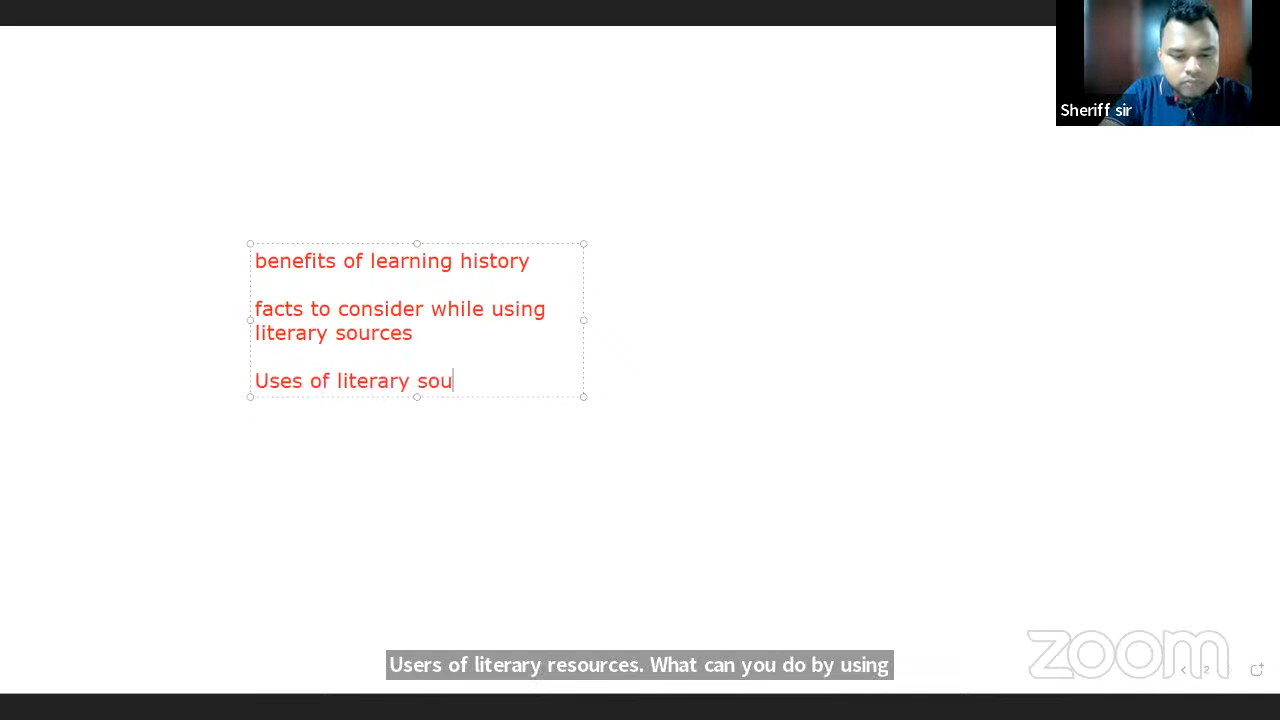 Sheriff sir
benefits of learning history
facts to consider while using
literary sources
Uses of literary sou
Users of literary resources. What can you do by using
zoom
2